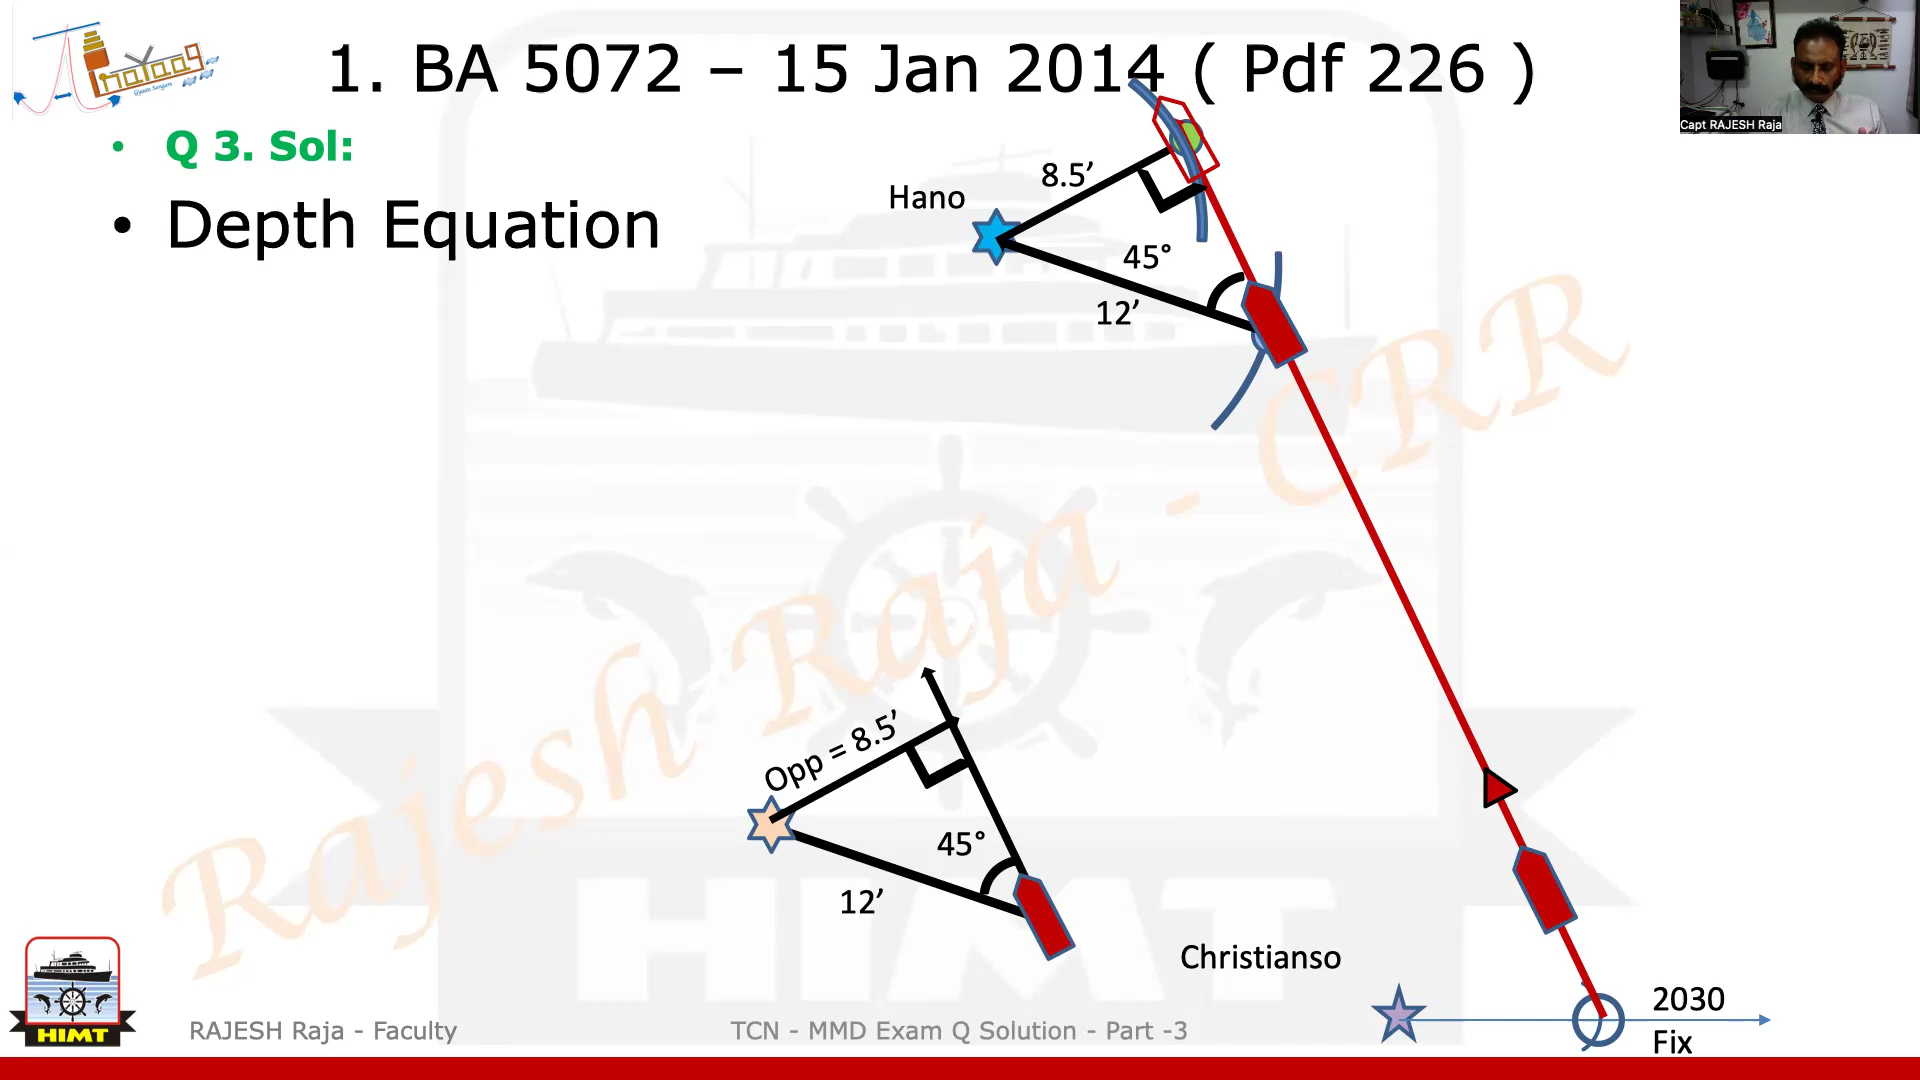 1. BA 5072 – 15 Jan 2014 ( Pdf 226 )
Capt RAJESH Raja
• Q 3. Sol:
• Depth Equation
Hano
8.5’
45°
12’
Opp = 8.5’
45°
12’
Christianso
2030
Fix
Rajesh Raja - CRR
HIMT
HIMT
RAJESH Raja - Faculty
TCN - MMD Exam Q Solution - Part -3